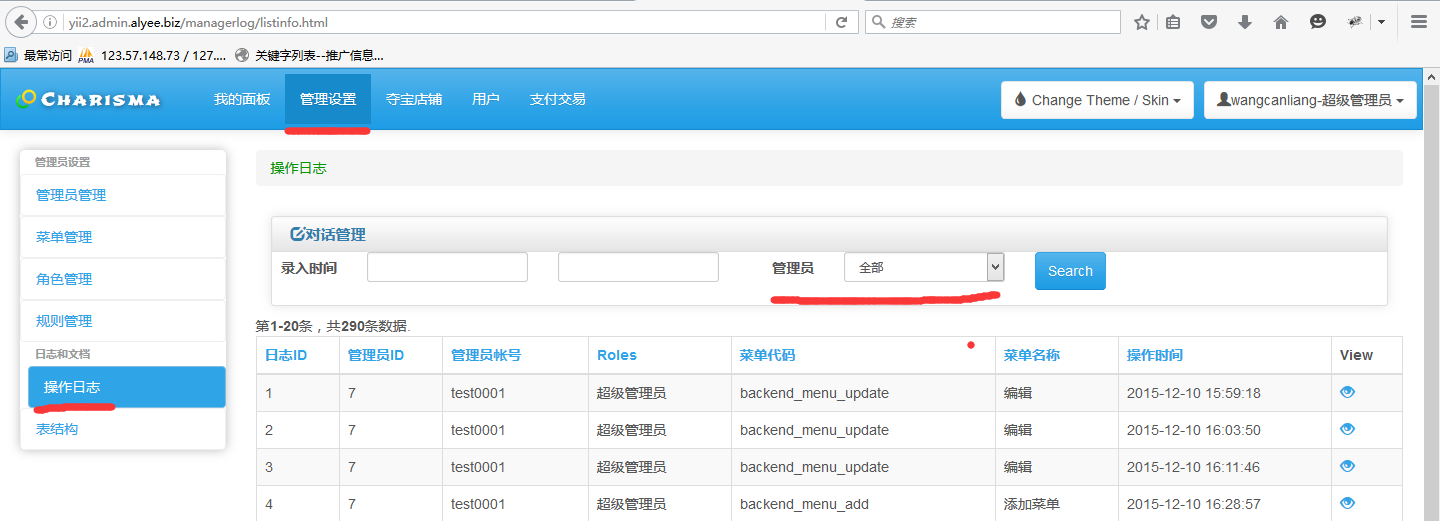 yii2.admin.alyee.biz/managerlog/listinfo.html 搜索
最常访问 PMA 123.57.148.73 / 127.... 关键字列表--推广信息...
CHARISMA 我的面板 管理设置 夺宝店铺 用户 支付交易 Change Theme / Skin wangcanliang-超级管理员
管理员设置
管理员管理
菜单管理
角色管理
规则管理
日志和文档
操作日志
表结构
操作日志
对话管理
录入时间 管理员 全部 Search
第1-20条，共290条数据.
日志ID 管理员ID 管理员帐号 Roles 菜单代码 菜单名称 操作时间 View
1 7 test0001 超级管理员 backend_menu_update 编辑 2015-12-10 15:59:18
2 7 test0001 超级管理员 backend_menu_update 编辑 2015-12-10 16:03:50
3 7 test0001 超级管理员 backend_menu_update 编辑 2015-12-10 16:11:46
4 7 test0001 超级管理员 backend_menu_add 添加菜单 2015-12-10 16:28:57